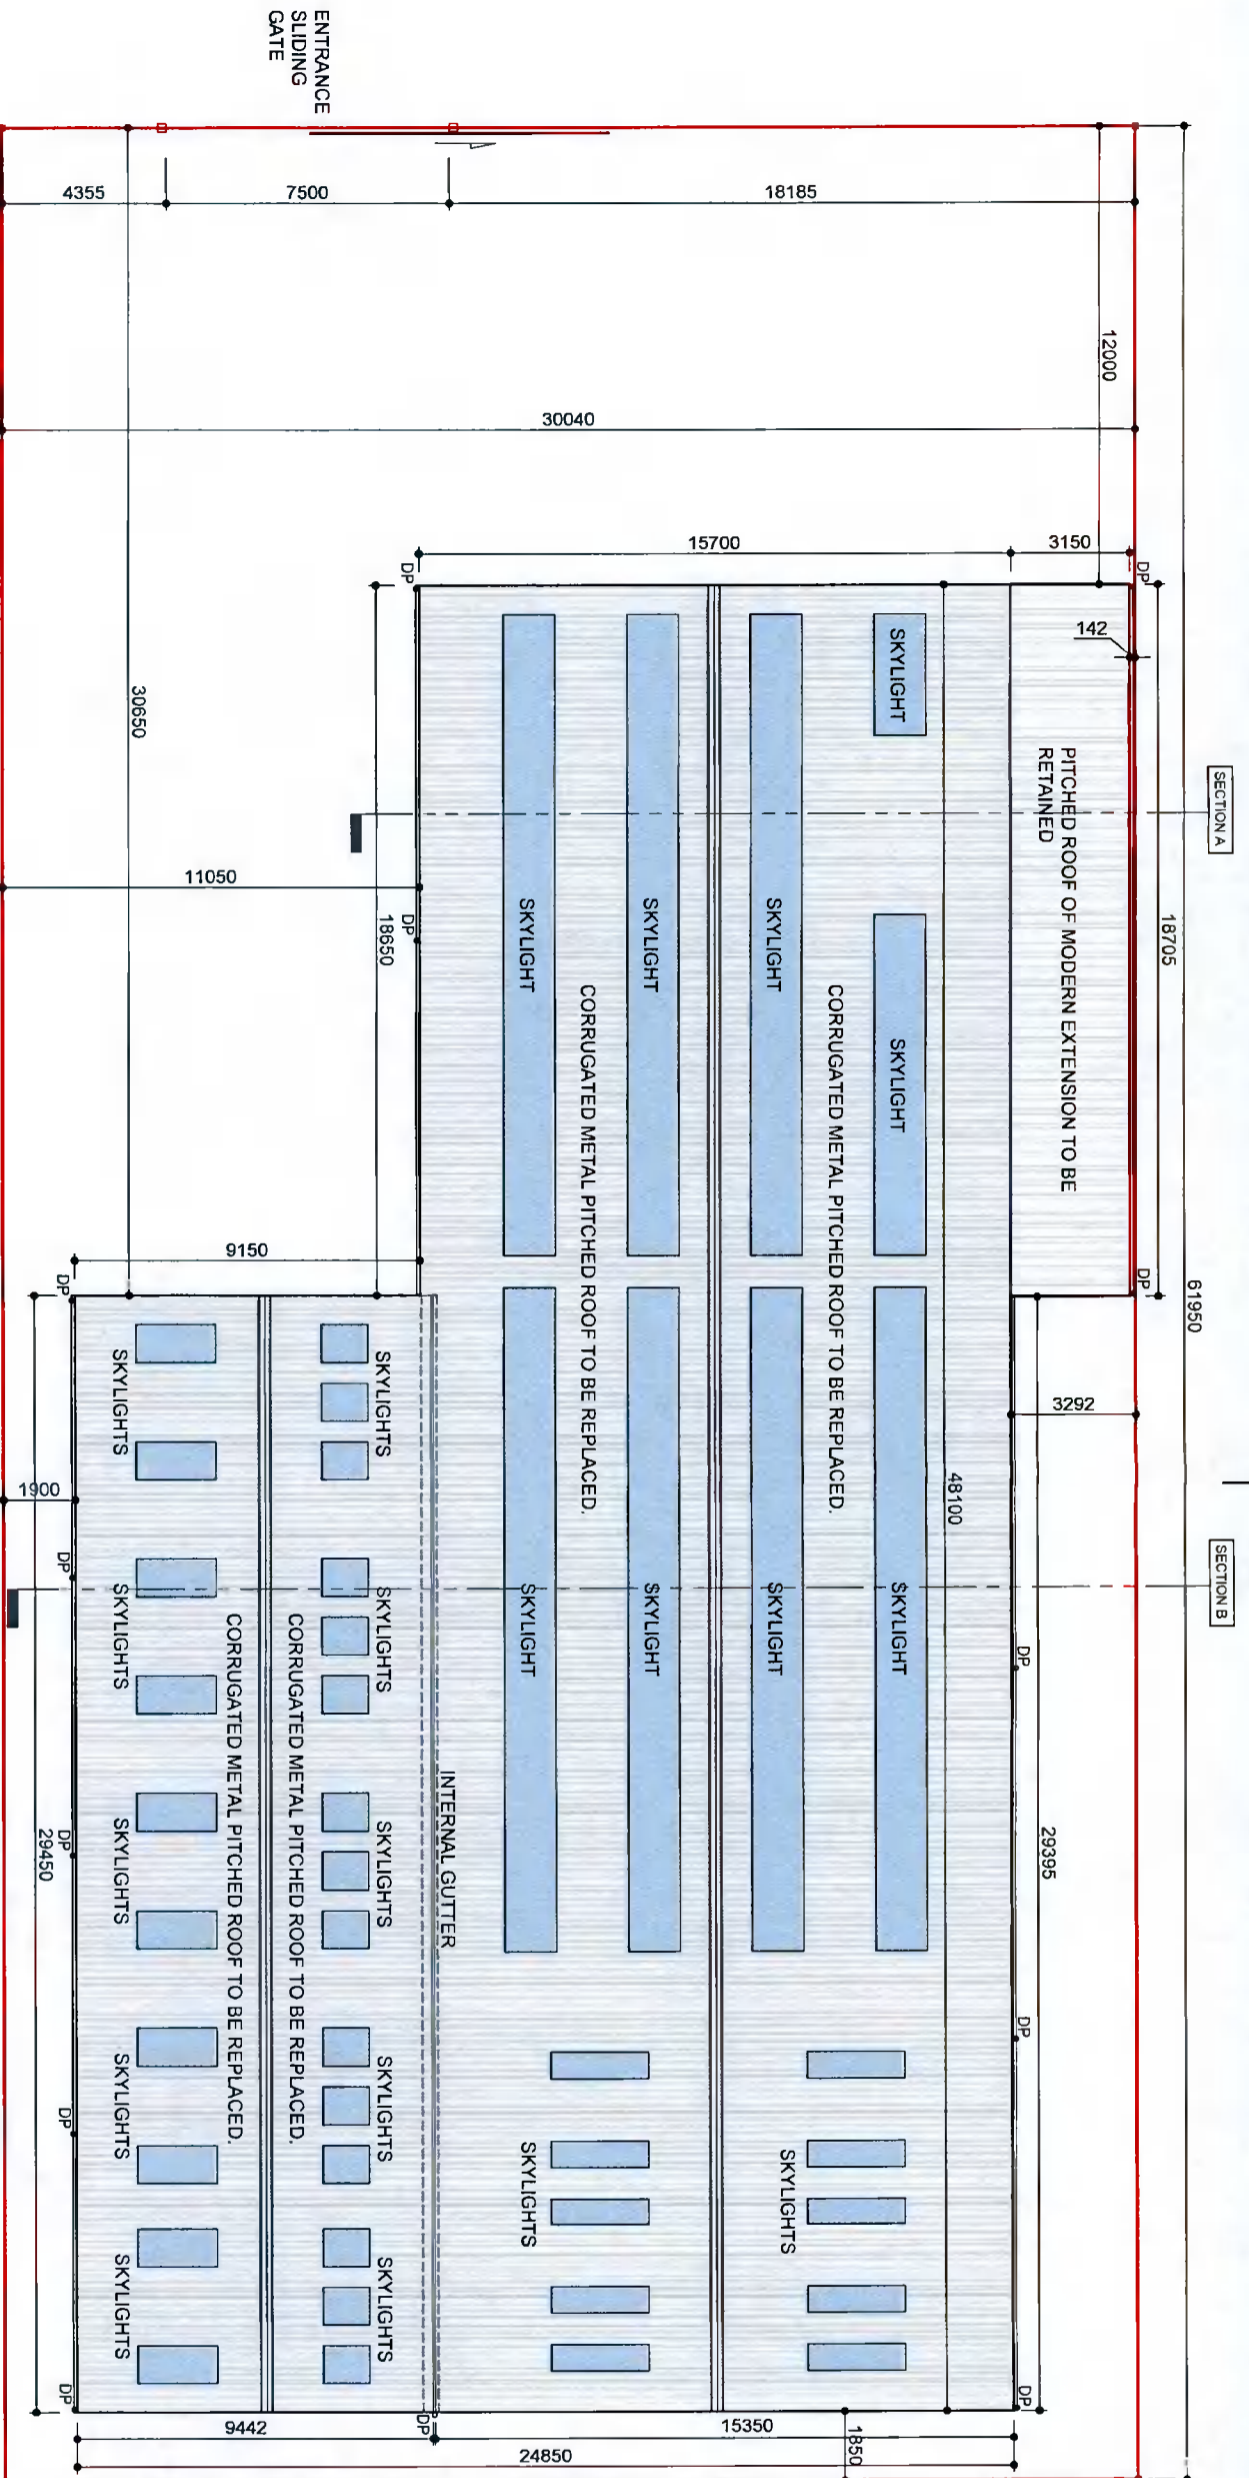 ENTRANCE
SLIDING
GATE
4355
7500
18185
12000
30040
15700
3150
DP
DP
142
SKYLIGHT
30650
PITCHED ROOF OF MODERN EXTENSION TO BE
RETAINED
SECTION A
11050
18650
DP
SKYLIGHT
SKYLIGHT
SKYLIGHT
SKYLIGHT
18705
CORRUGATED METAL PITCHED ROOF TO BE REPLACED.
CORRUGATED METAL PITCHED ROOF TO BE REPLACED.
9150
DP
DP
61950
3292
SKYLIGHTS
SKYLIGHTS
1900
48100
SECTION B
DP
SKYLIGHTS
SKYLIGHTS
SKYLIGHT
SKYLIGHT
SKYLIGHT
SKYLIGHT
DP
CORRUGATED METAL PITCHED ROOF TO BE REPLACED.
CORRUGATED METAL PITCHED ROOF TO BE REPLACED.
INTERNAL GUTTER
29450
DP
SKYLIGHTS
SKYLIGHTS
29395
DP
SKYLIGHTS
SKYLIGHTS
DP
SKYLIGHTS
SKYLIGHTS
SKYLIGHTS
SKYLIGHTS
DP
DP
DP
9442
15350
1850
24850